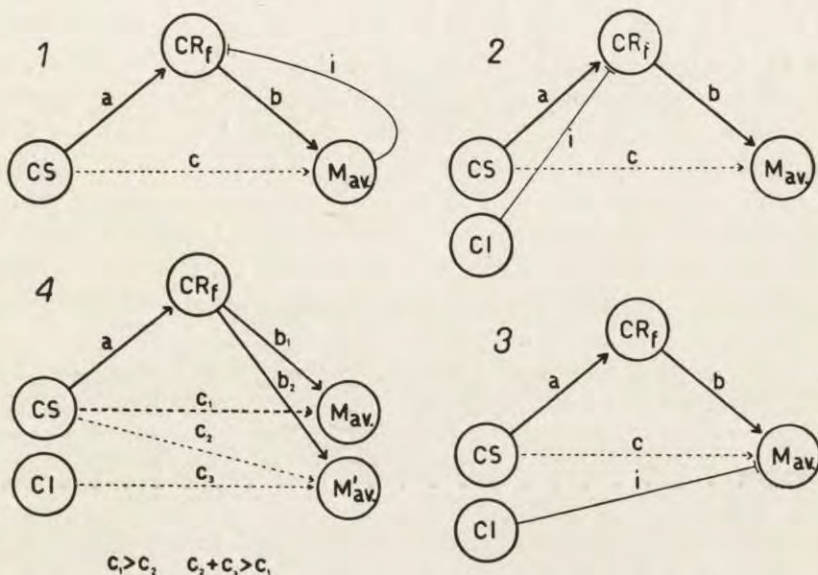 1
CRf
i
a
b
CS
c
Mav.
2
CRf
a
b
i
CS
c
Mav.
CI
4
CRf
a
b₁
b₂
CS
c₁
Mav.
c₂
CI
c₃
M'av.
c₁>c₂ c₂+c₃>c₁
3
CRf
a
b
CS
c
Mav.
i
CI